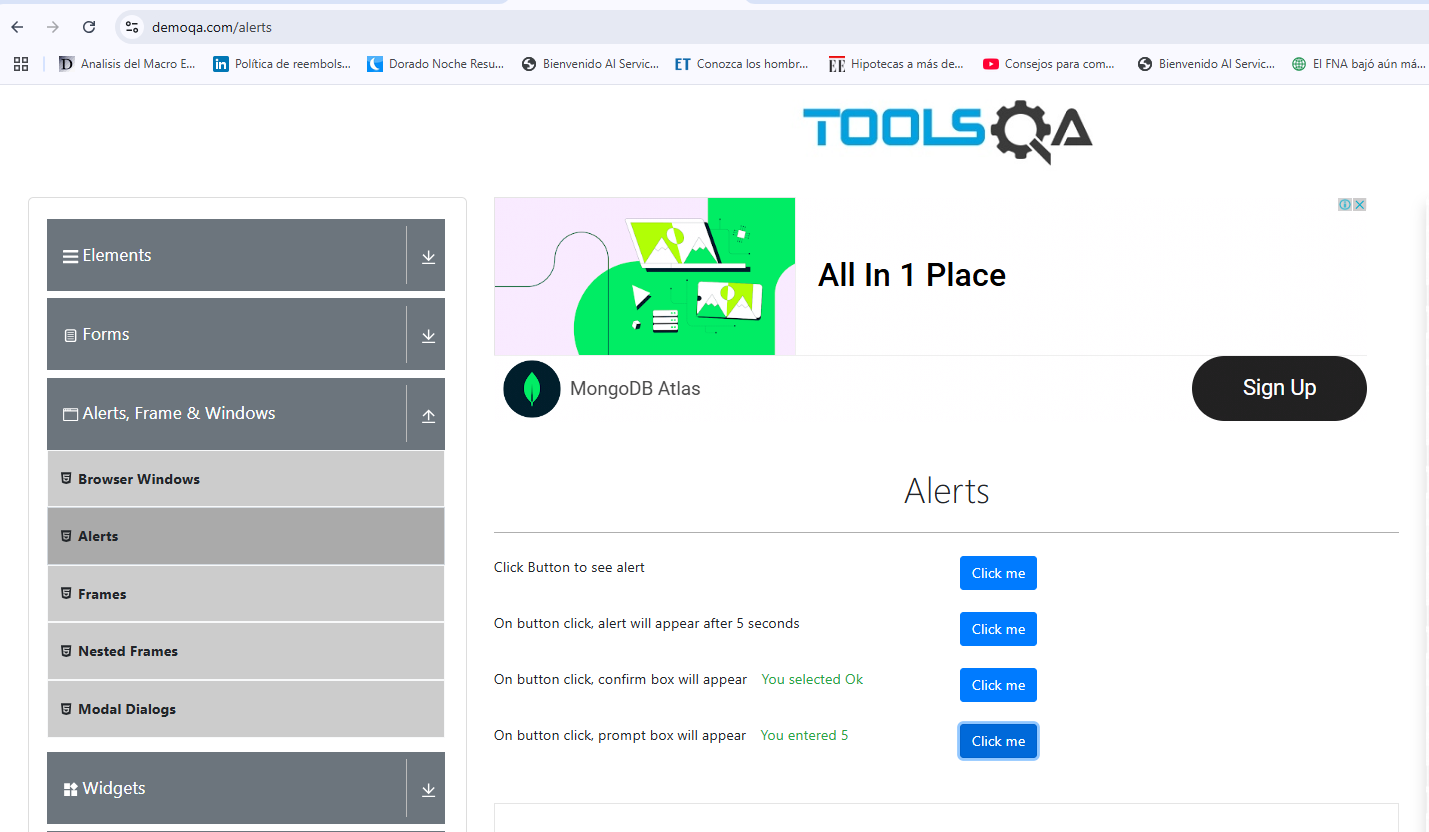 demoqa.com/alerts
Analisis del Macro E... Política de reembols... Dorado Noche Resu... Bienvenido Al Servic... ET Conozca los hombr... EE Hipotecas a más de... Consejos para com... Bienvenido Al Servic... El FNA bajó aún má...
TOOLSQA
Elements
Forms
Alerts, Frame & Windows
Browser Windows
Alerts
Frames
Nested Frames
Modal Dialogs
Widgets
All In 1 Place
MongoDB Atlas
Sign Up
Alerts
Click Button to see alert Click me
On button click, alert will appear after 5 seconds Click me
On button click, confirm box will appear You selected Ok Click me
On button click, prompt box will appear You entered 5 Click me